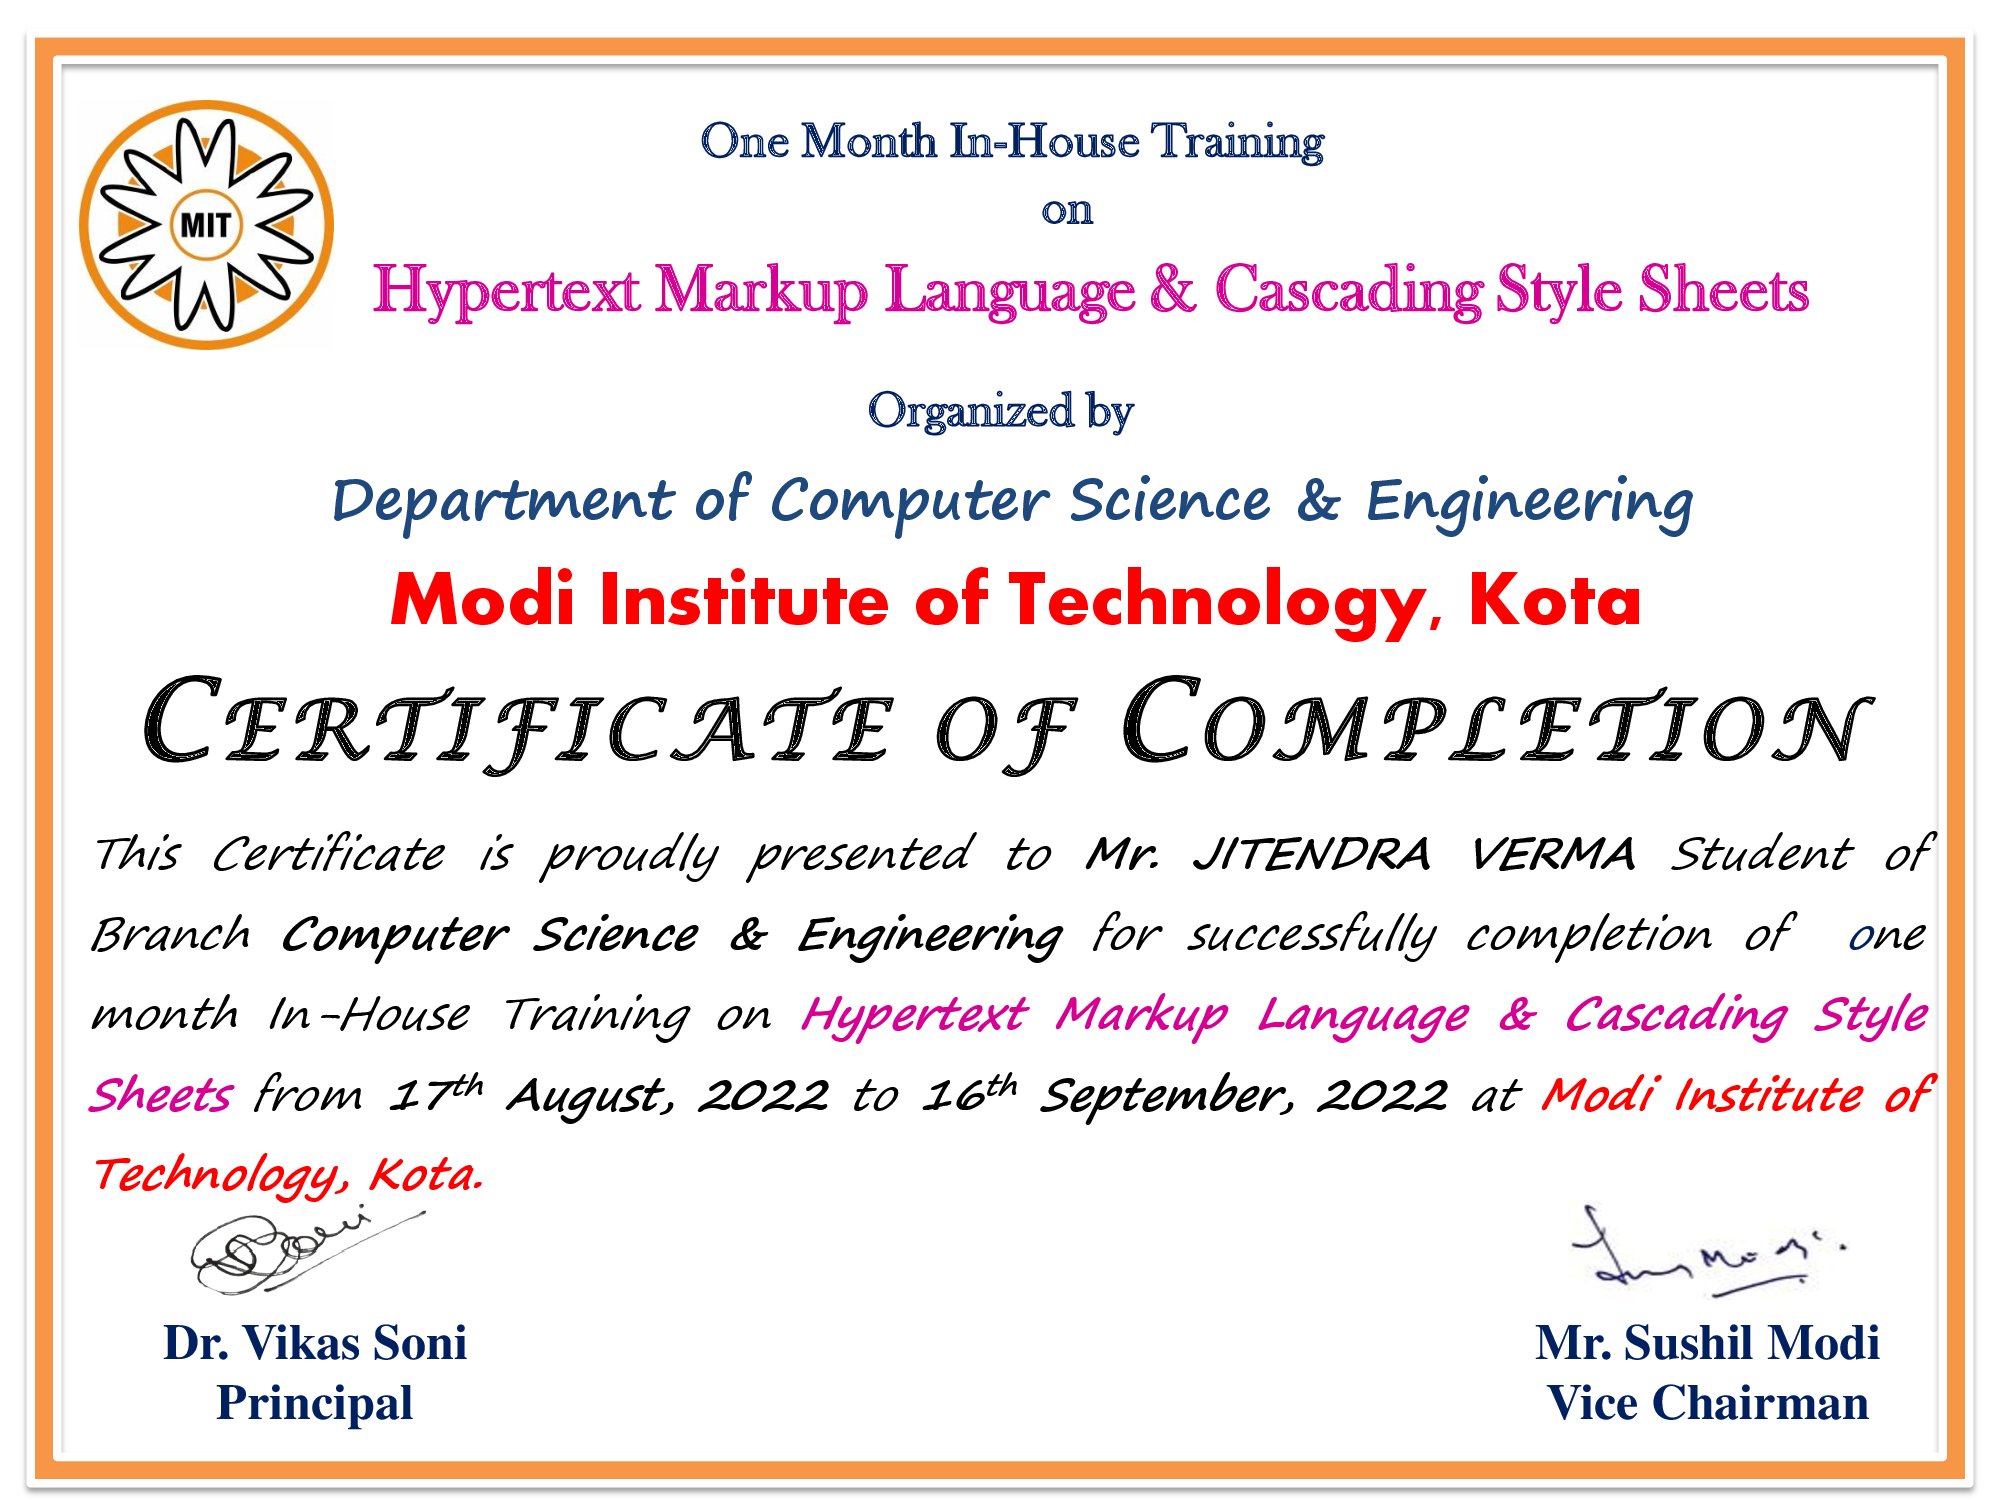 MIT
One Month In-House Training
on
Hypertext Markup Language & Cascading Style Sheets
Organized by
Department of Computer Science & Engineering
Modi Institute of Technology, Kota
CERTIFICATE OF COMPLETION
This Certificate is proudly presented to Mr. JITENDRA VERMA Student of
Branch Computer Science & Engineering for successfully completion of one
month In-House Training on Hypertext Markup Language & Cascading Style
Sheets from 17th August, 2022 to 16th September, 2022 at Modi Institute of
Technology, Kota.
Dr. Vikas Soni
Principal
Mr. Sushil Modi
Vice Chairman